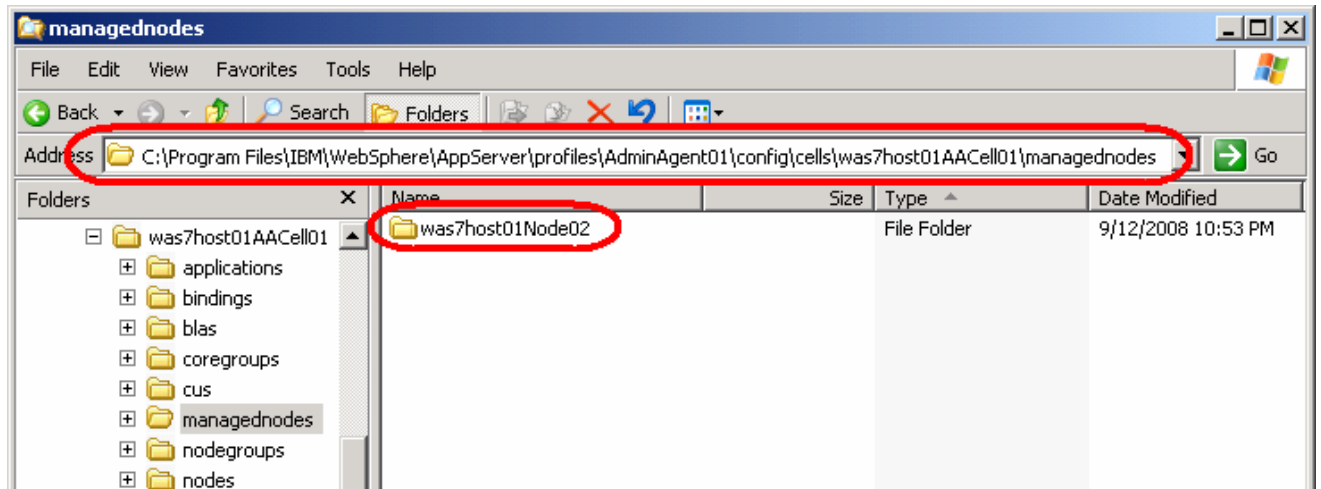 managednodes
File Edit View Favorites Tools Help
Back Search Folders
Address C:\Program Files\IBM\WebSphere\AppServer\profiles\AdminAgent01\config\cells\was7host01AACell01\managednodes Go
Folders Name Size Type Date Modified
was7host01AACell01 was7host01Node02 File Folder 9/12/2008 10:53 PM
applications
bindings
blas
coregroups
cus
managednodes
nodegroups
nodes